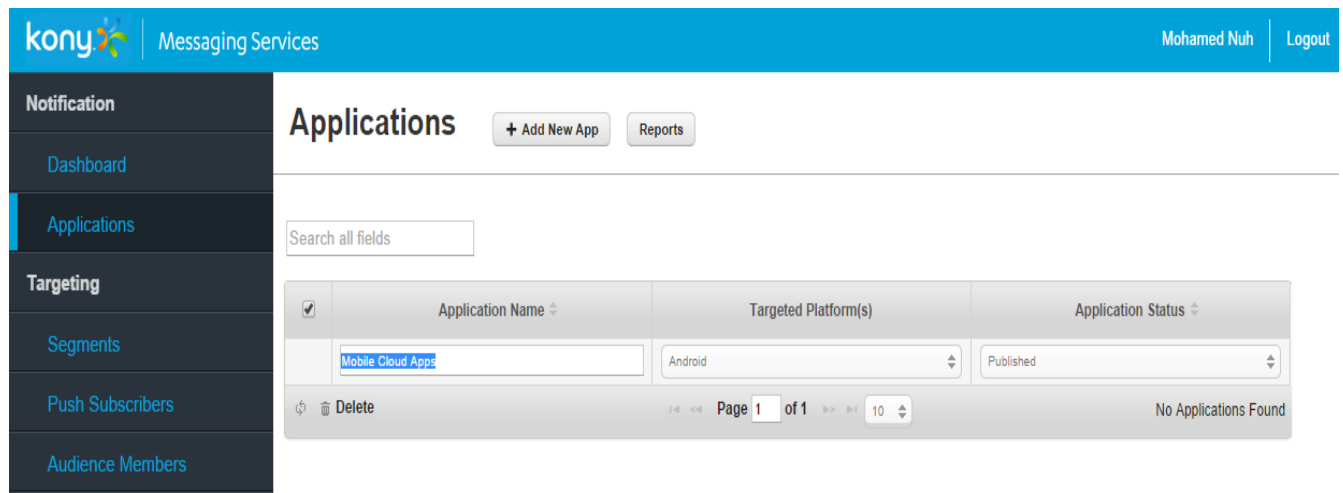 kony. Messaging Services Mohamed Nuh Logout
Notification
Dashboard
Applications
Targeting
Segments
Push Subscribers
Audience Members
Applications + Add New App Reports
Search all fields
Application Name Targeted Platform(s) Application Status
Mobile Cloud Apps Android Published
Delete Page 1 of 1 10 No Applications Found